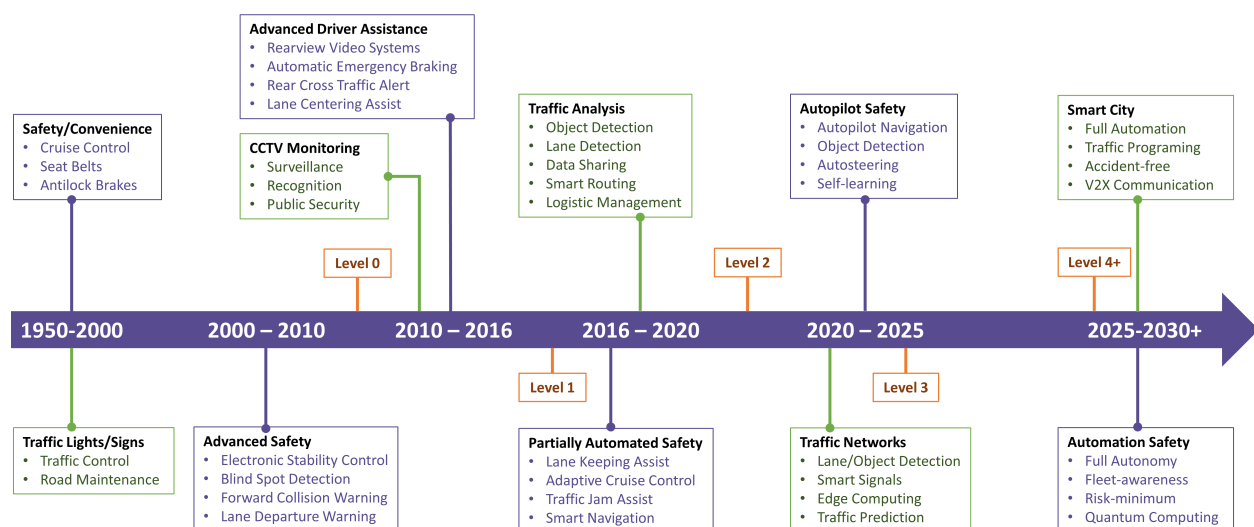 Advanced Driver Assistance
• Rearview Video Systems
• Automatic Emergency Braking
• Rear Cross Traffic Alert
• Lane Centering Assist
Safety/Convenience
• Cruise Control
• Seat Belts
• Antilock Brakes
CCTV Monitoring
• Surveillance
• Recognition
• Public Security
Traffic Analysis
• Object Detection
• Lane Detection
• Data Sharing
• Smart Routing
• Logistic Management
Autopilot Safety
• Autopilot Navigation
• Object Detection
• Autosteering
• Self-learning
Smart City
• Full Automation
• Traffic Programing
• Accident-free
• V2X Communication
Level 0
Level 2
Level 4+
1950-2000
2000 – 2010
2010 – 2016
2016 – 2020
2020 – 2025
2025-2030+
Level 1
Level 3
Traffic Lights/Signs
• Traffic Control
• Road Maintenance
Advanced Safety
• Electronic Stability Control
• Blind Spot Detection
• Forward Collision Warning
• Lane Departure Warning
Partially Automated Safety
• Lane Keeping Assist
• Adaptive Cruise Control
• Traffic Jam Assist
• Smart Navigation
Traffic Networks
• Lane/Object Detection
• Smart Signals
• Edge Computing
• Traffic Prediction
Automation Safety
• Full Autonomy
• Fleet-awareness
• Risk-minimum
• Quantum Computing